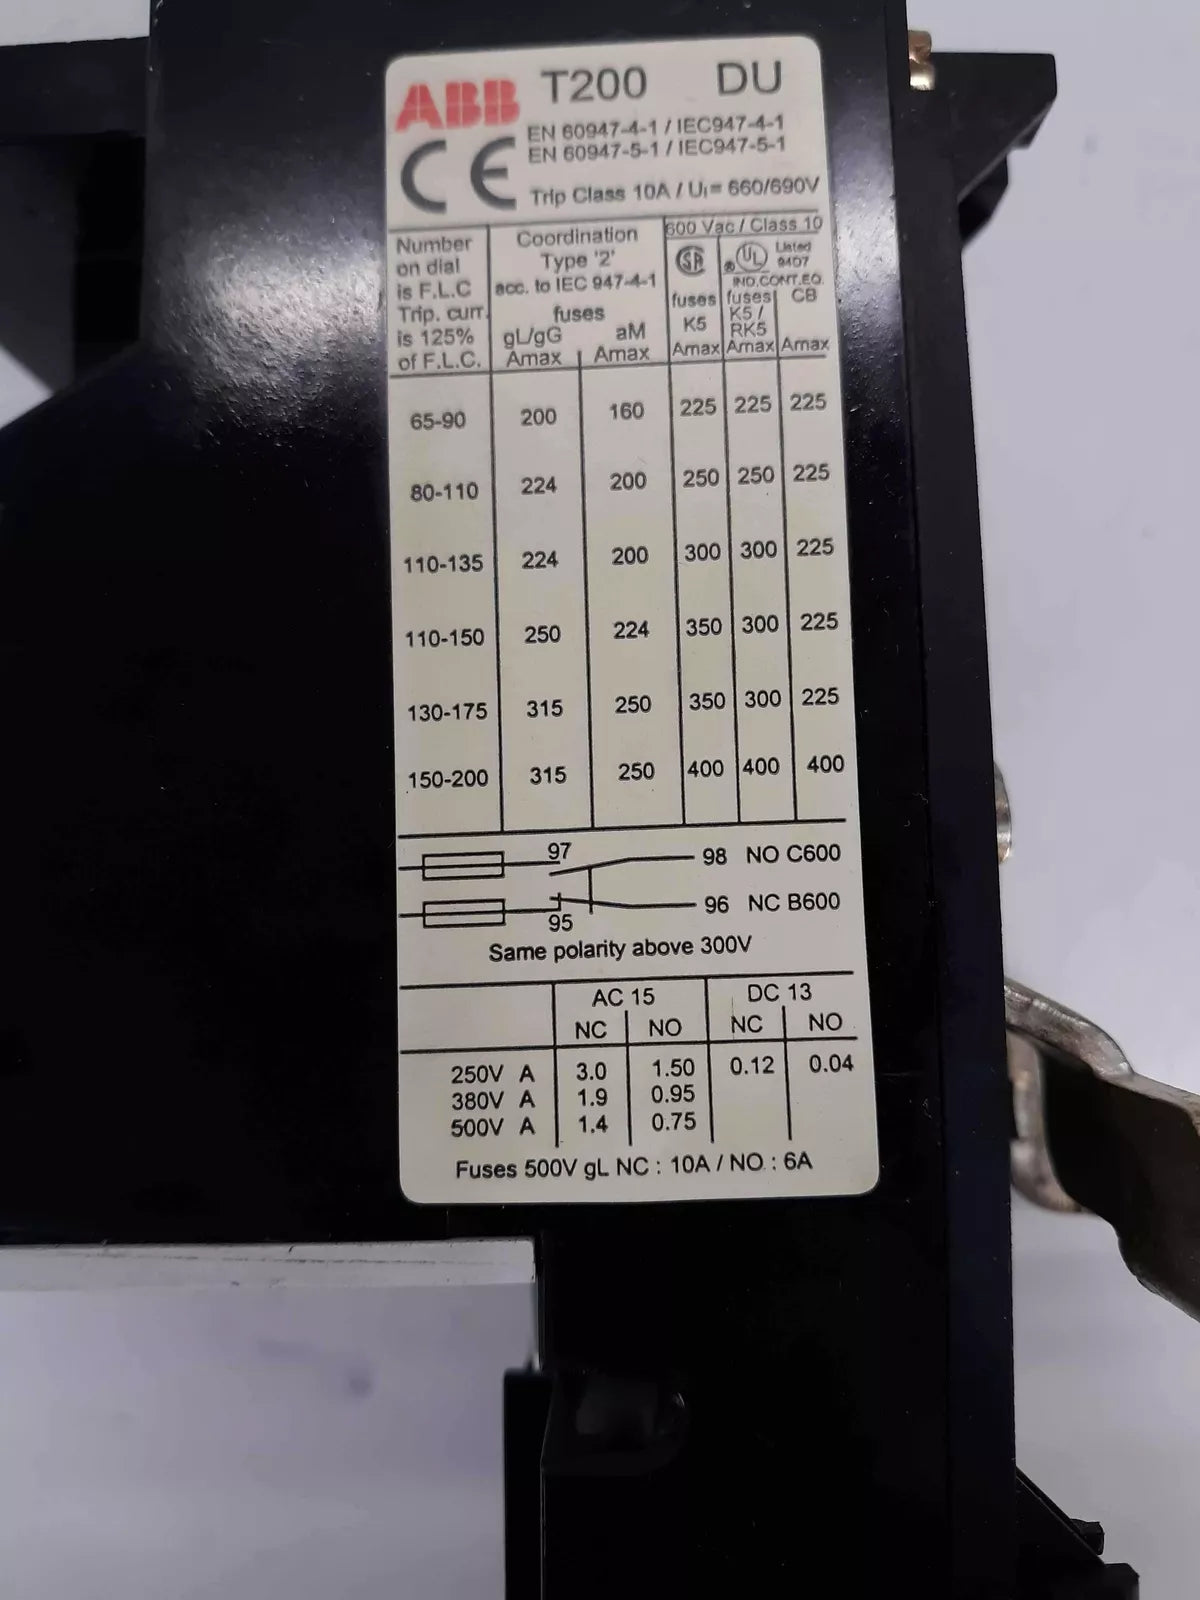 ABB T200 DU
EN 60947-4-1 / IEC947-4-1
EN 60947-5-1 / IEC947-5-1
CE
Trip Class 10A / Ui= 660/690V
Number
on dial
is F.L.C
Trip. curr.
is 125%
of F.L.C.
Coordination
Type '2'
acc. to IEC 947-4-1
fuses
gL/gG aM
Amax Amax
600 Vac / Class 10
SA
fuses
K5
Amax
® UL Listed
94D7
IND.CONT.EQ.
fuses CB
K5 /
RK5
Amax Amax
65-90 200 160 225 225 225
80-110 224 200 250 250 225
110-135 224 200 300 300 225
110-150 250 224 350 300 225
130-175 315 250 350 300 225
150-200 315 250 400 400 400
97 98 NO C600
95 96 NC B600
Same polarity above 300V
AC 15 DC 13
NC NO NC NO
250V A 3.0 1.50 0.12 0.04
380V A 1.9 0.95
500V A 1.4 0.75
Fuses 500V gL NC : 10A / NO : 6A